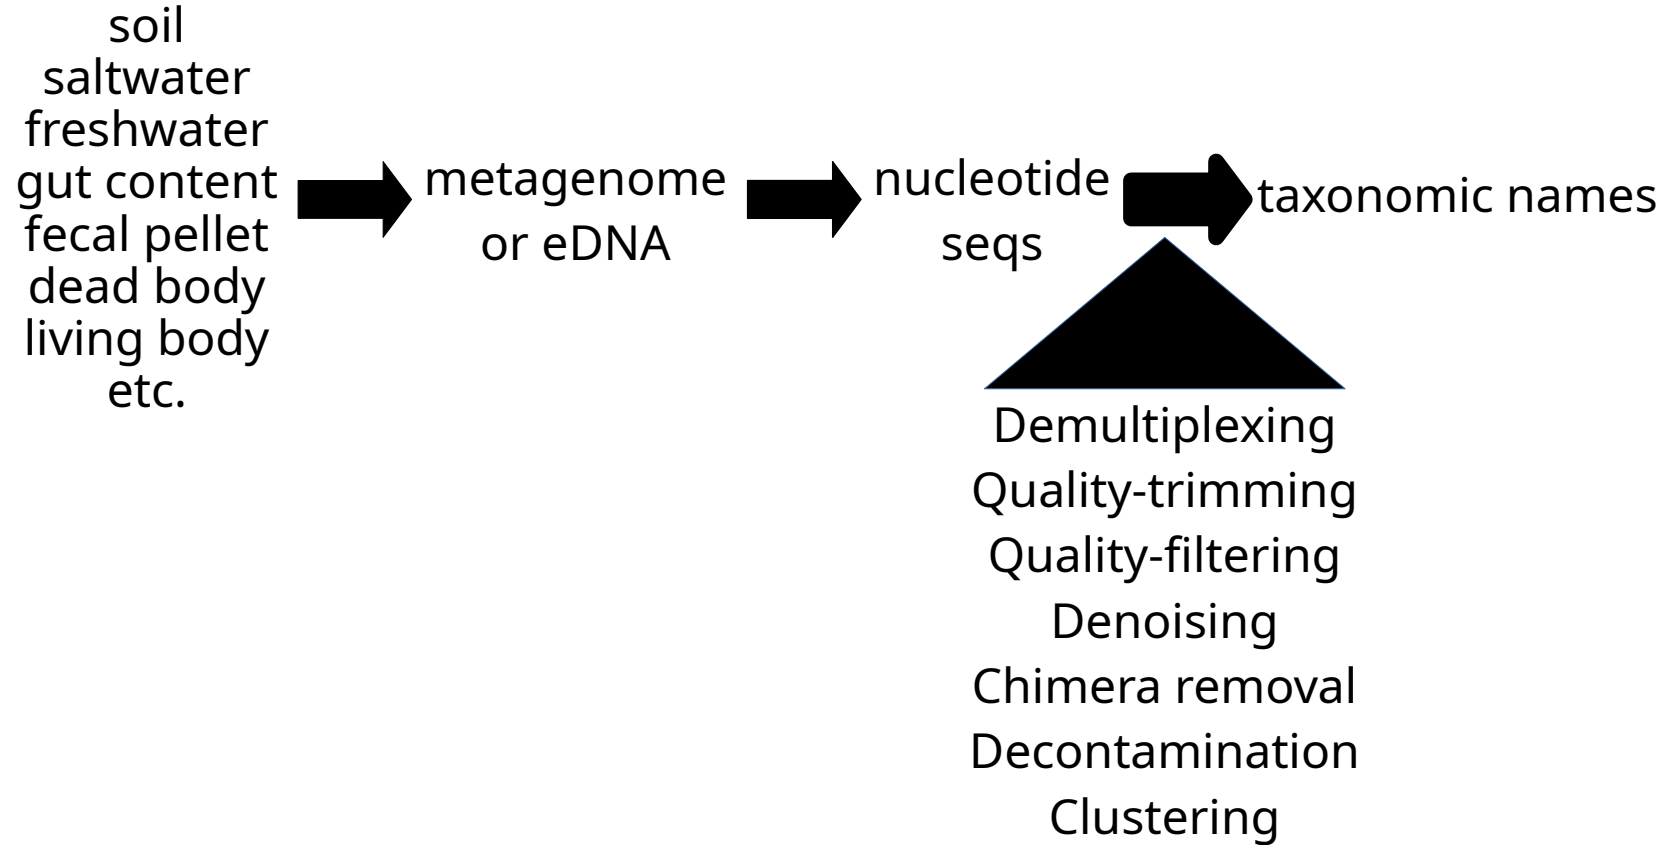 soil
saltwater
freshwater
gut content
fecal pellet
dead body
living body
etc.
metagenome
or eDNA
nucleotide
seqs
taxonomic names
Demultiplexing
Quality-trimming
Quality-filtering
Denoising
Chimera removal
Decontamination
Clustering